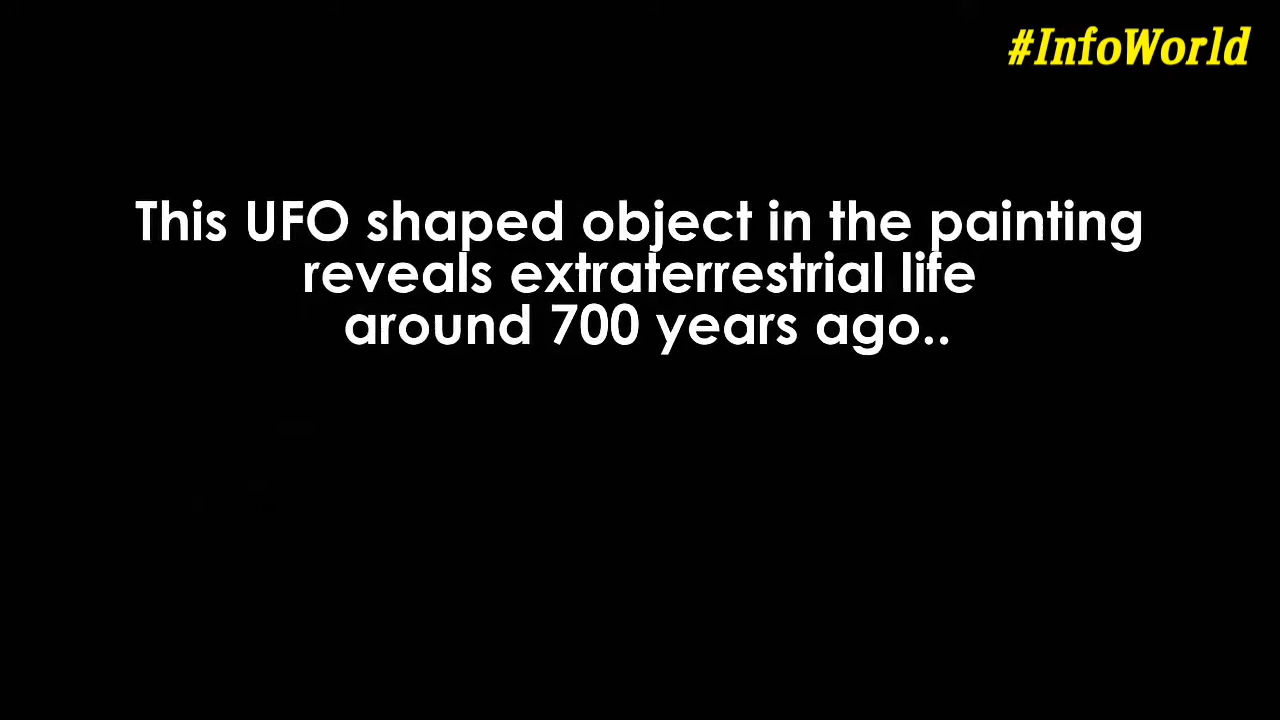 #InfoWorld
This UFO shaped object in the painting
reveals extraterrestrial life
around 700 years ago..